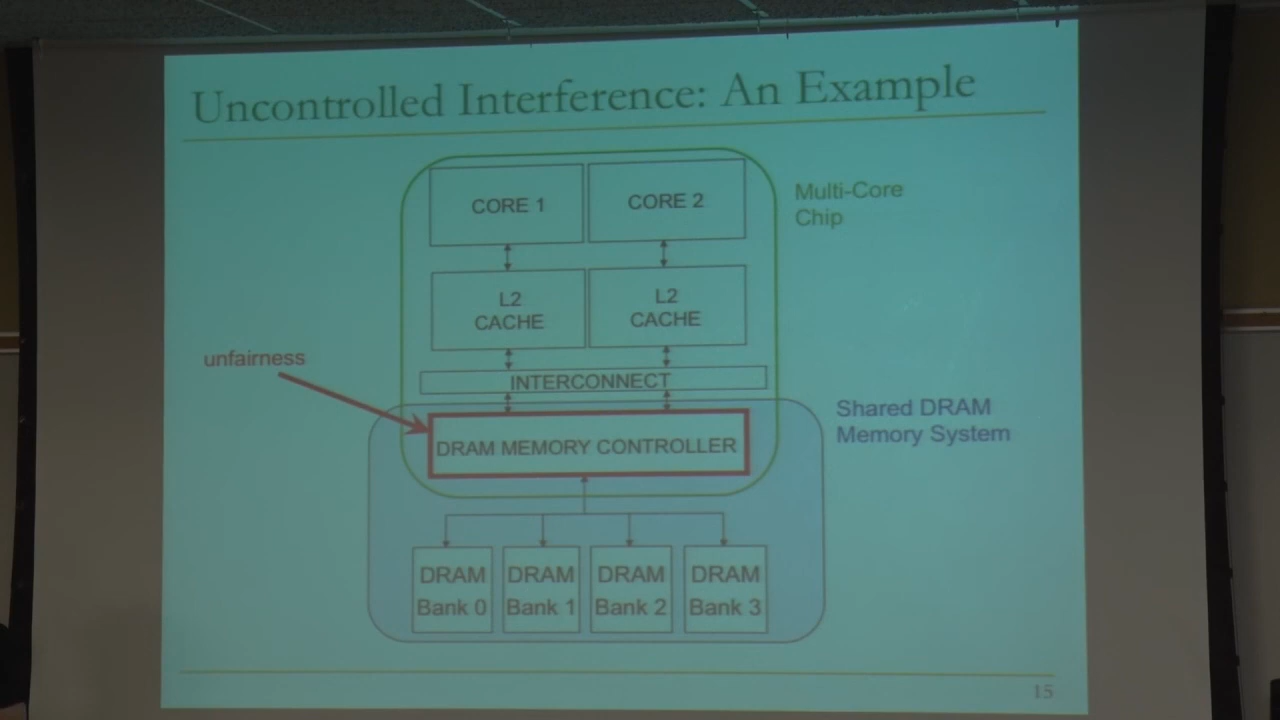 Uncontrolled Interference: An Example
CORE 1
CORE 2
Multi-Core
Chip
L2
CACHE
L2
CACHE
unfairness
INTERCONNECT
Shared DRAM
Memory System
DRAM MEMORY CONTROLLER
DRAM
Bank 0
DRAM
Bank 1
DRAM
Bank 2
DRAM
Bank 3
15